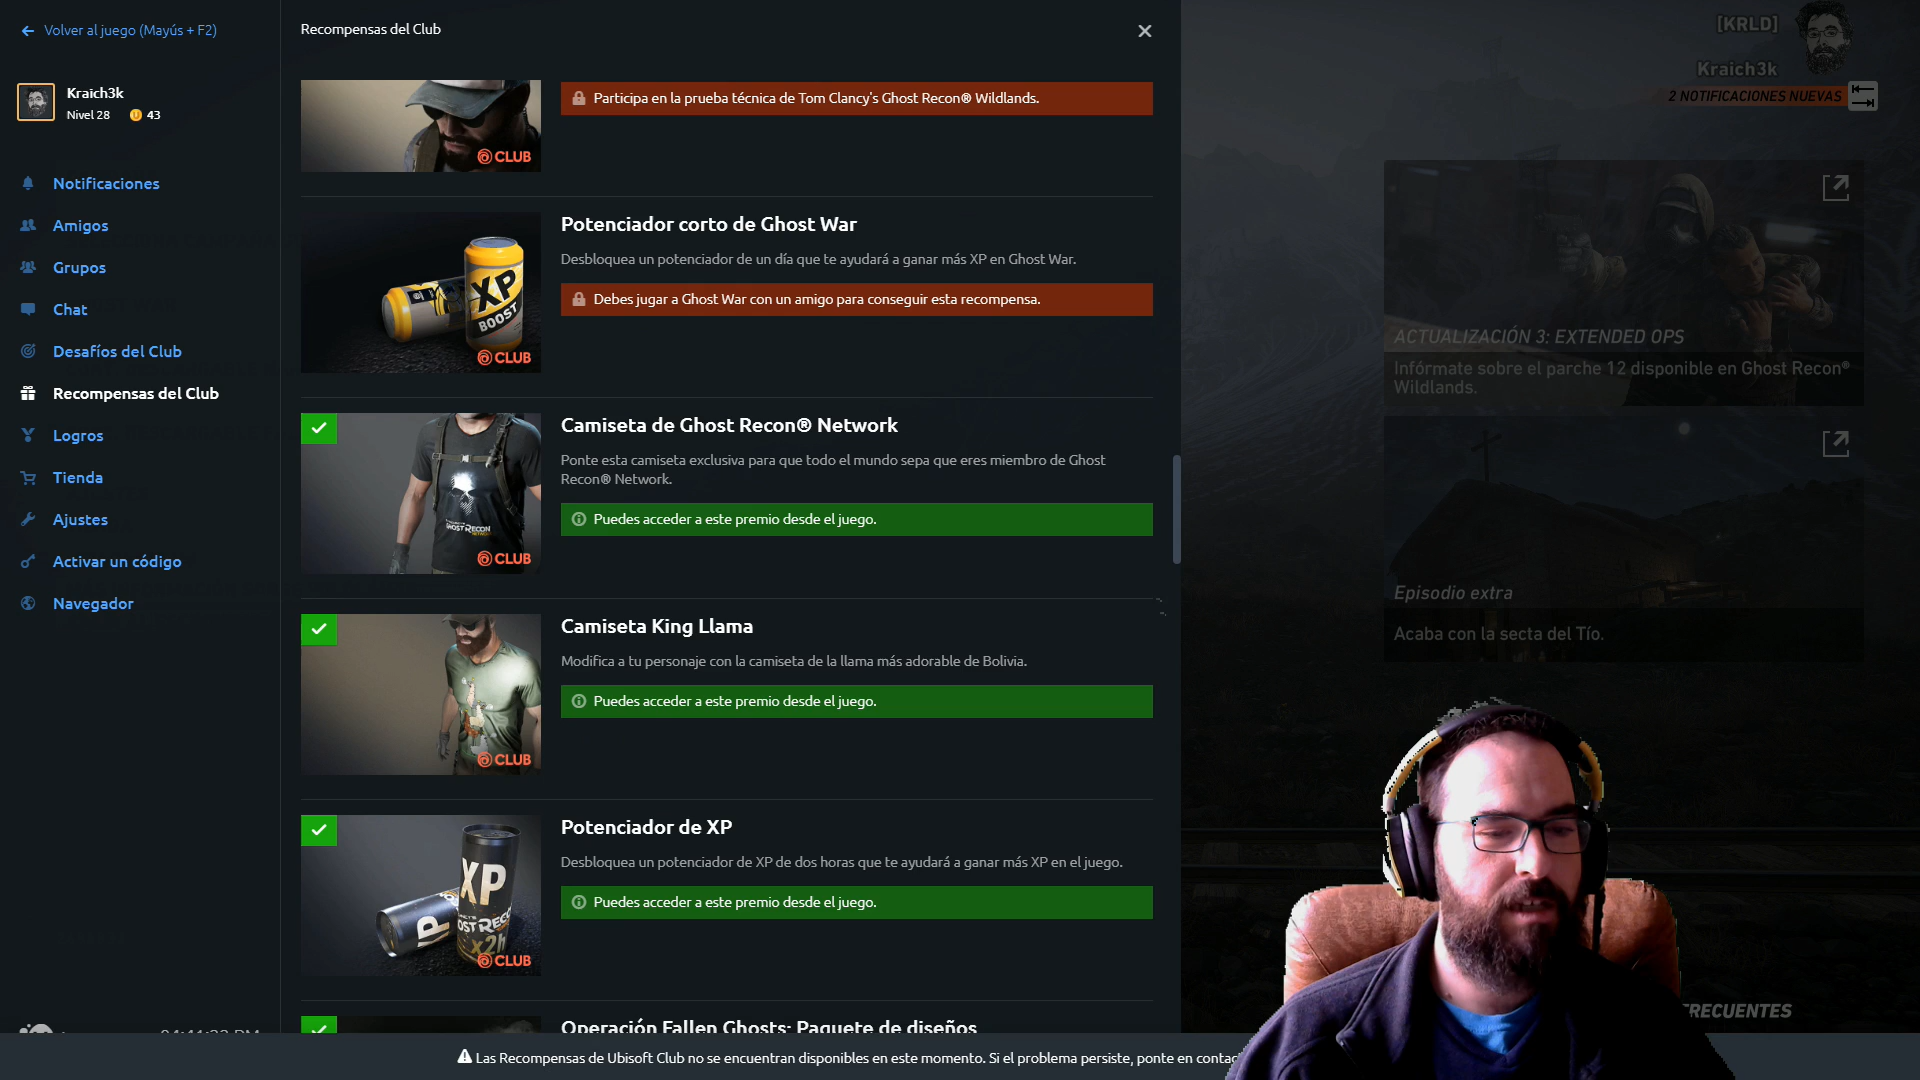 Volver al juego (Mayús + F2)
Kraich3k
Nivel 28 43
Notificaciones
Amigos
Grupos
Chat
Desafíos del Club
Recompensas del Club
Logros
Tienda
Ajustes
Activar un código
Navegador
Recompensas del Club
CLUB
Participa en la prueba técnica de Tom Clancy's Ghost Recon® Wildlands.
XP
BOOST
CLUB
Potenciador corto de Ghost War
Desbloquea un potenciador de un día que te ayudará a ganar más XP en Ghost War.
Debes jugar a Ghost War con un amigo para conseguir esta recompensa.
GHOST RECON
CLUB
Camiseta de Ghost Recon® Network
Ponte esta camiseta exclusiva para que todo el mundo sepa que eres miembro de Ghost
Recon® Network.
Puedes acceder a este premio desde el juego.
CLUB
Camiseta King Llama
Modifica a tu personaje con la camiseta de la llama más adorable de Bolivia.
Puedes acceder a este premio desde el juego.
XP
x2h
CLUB
Potenciador de XP
Desbloquea un potenciador de XP de dos horas que te ayudará a ganar más XP en el juego.
Puedes acceder a este premio desde el juego.
Operación Fallen Ghosts: Paquete de diseños
Las Recompensas de Ubisoft Club no se encuentran disponibles en este momento. Si el problema persiste, ponte en
[KRLD]
Kraich3k
2 NOTIFICACIONES NUEVAS
ACTUALIZACIÓN 3: EXTENDED OPS
Infórmate sobre el parche 12 disponible en Ghost Recon®
Wildlands.
Episodio extra
Acaba con la secta del Tío.
FRECUENTES